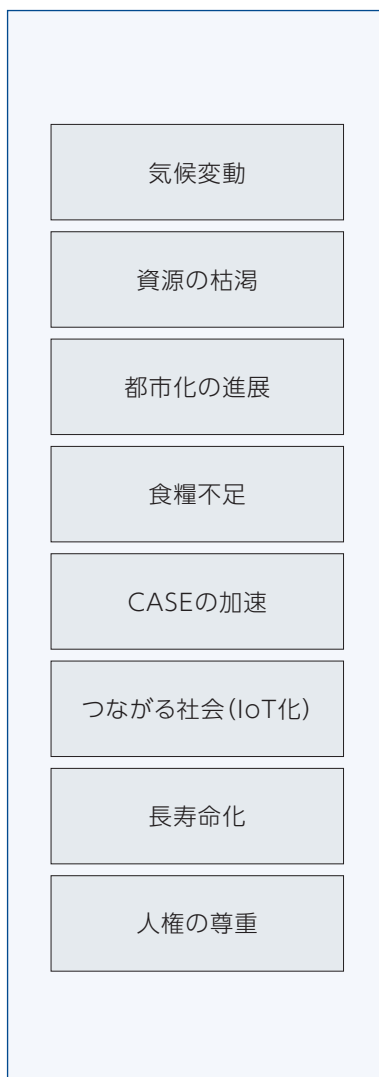 気候変動
資源の枯渇
都市化の進展
食糧不足
CASEの加速
つながる社会(IoT化)
長寿命化
人権の尊重